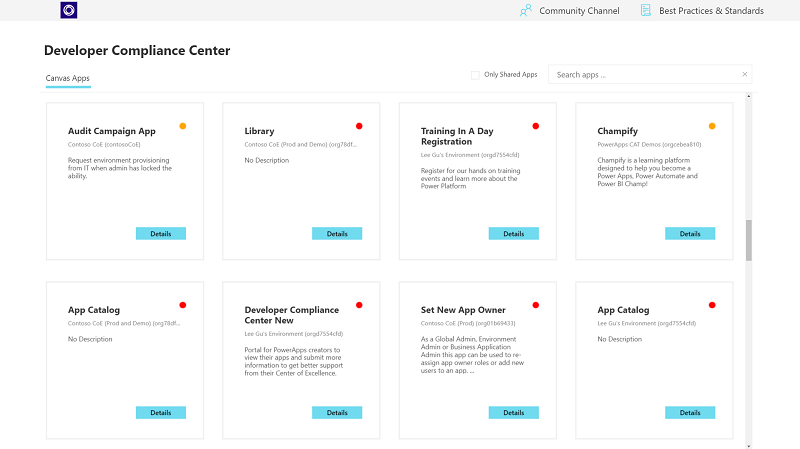 Community Channel
Best Practices & Standards
Developer Compliance Center
Canvas Apps
Only Shared Apps
Search apps ...
Audit Campaign App
Contoso CoE (contosoCoE)
Request environment provisioning
from IT when admin has locked the
ability.
Details
Library
Contoso CoE (Prod and Demo) (org78df...
No Description
Details
Training In A Day
Registration
Lee Gu's Environment (orgd7554cfd)
Register for our hands on training
events and learn more about the
Power Platform
Details
Champify
PowerApps CAT Demos (orgcebea810)
Champify is a learning platform
designed to help you become a
Power Apps, Power Automate and
Power BI Champ!
Details
App Catalog
Contoso CoE (Prod and Demo) (org78df...
No Description
Details
Developer Compliance
Center New
Lee Gu's Environment (orgd7554cfd)
Portal for PowerApps creators to
view their apps and submit more
information to get better support
from their Center of Excellence.
Details
Set New App Owner
Contoso CoE (Prod) (org01b69433)
As a Global Admin, Environment
Admin or Business Application
Admin this app can be used to re-
assign app owner roles or add new
users to an app. ...
Details
App Catalog
Lee Gu's Environment (orgd7554cfd)
No Description
Details